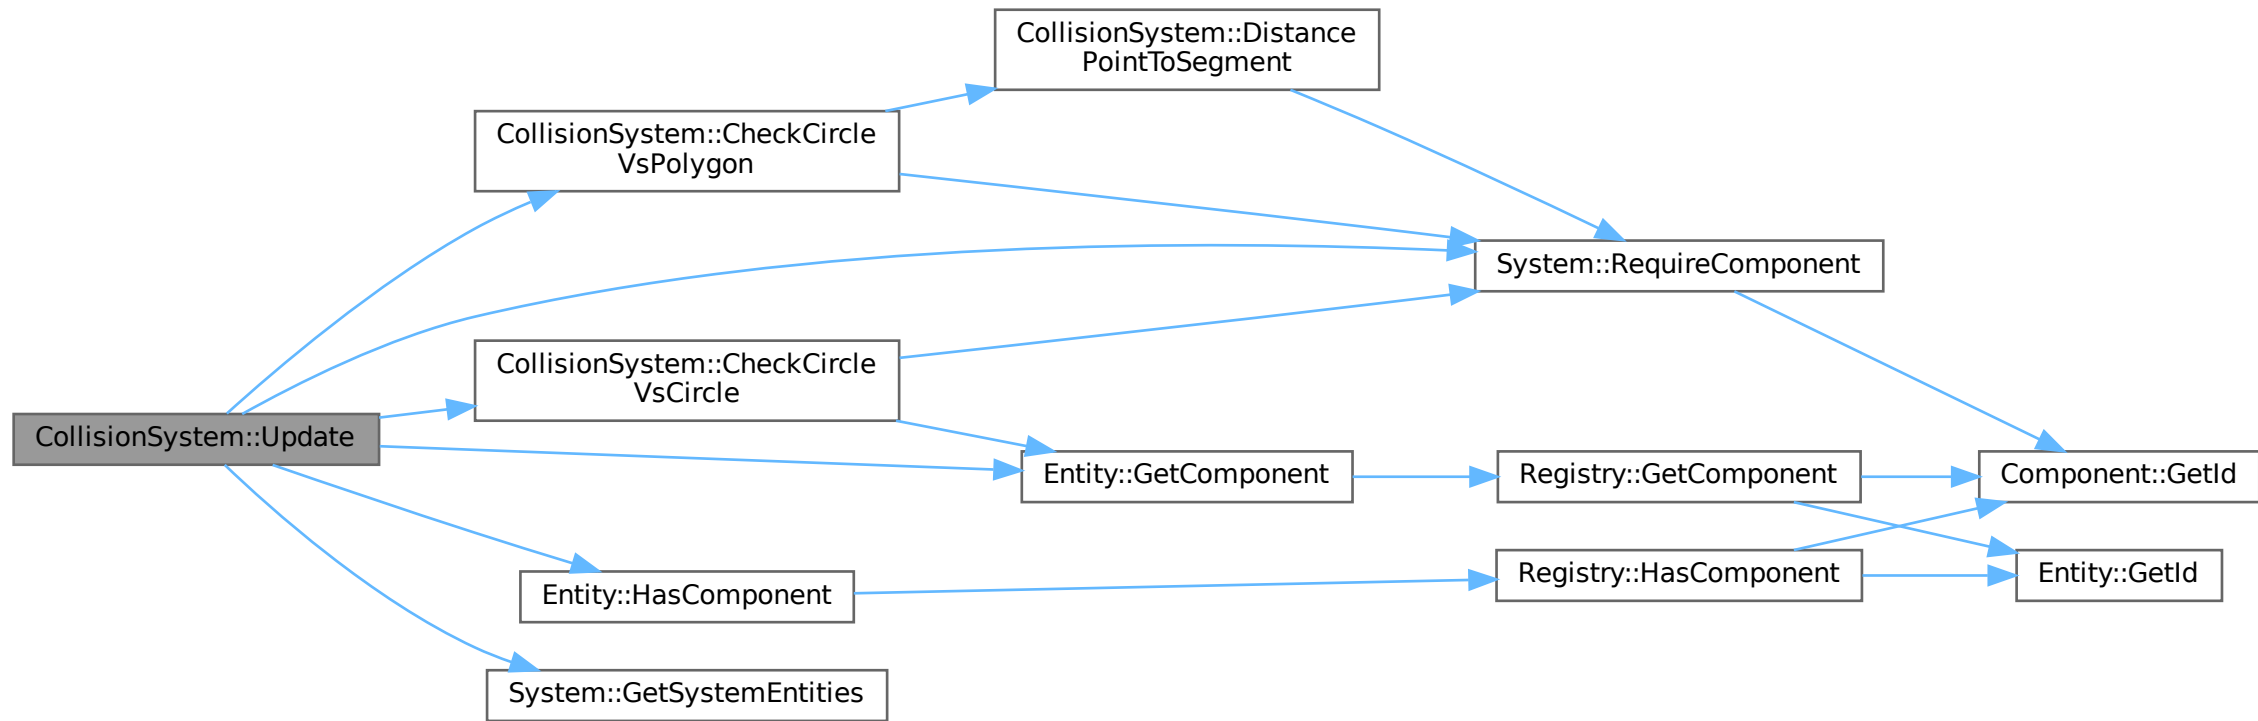 CollisionSystem::Distance
PointToSegment
CollisionSystem::CheckCircle
VsPolygon
System::RequireComponent
CollisionSystem::CheckCircle
VsCircle
CollisionSystem::Update
Entity::GetComponent
Registry::GetComponent
Component::GetId
Entity::HasComponent
Registry::HasComponent
Entity::GetId
System::GetSystemEntities